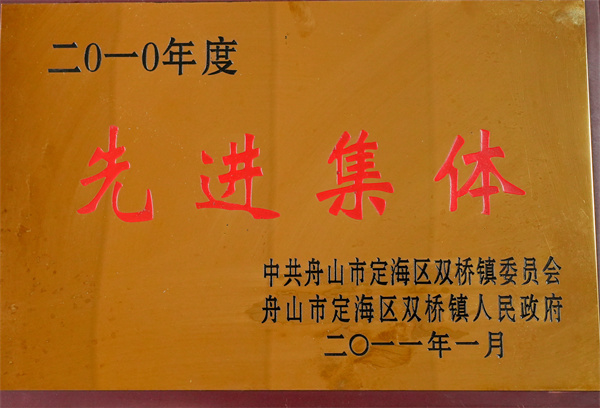 二0一0年度
先进集体
中共舟山市定海区双桥镇委员会
舟山市定海区双桥镇人民政府
二〇一一年一月